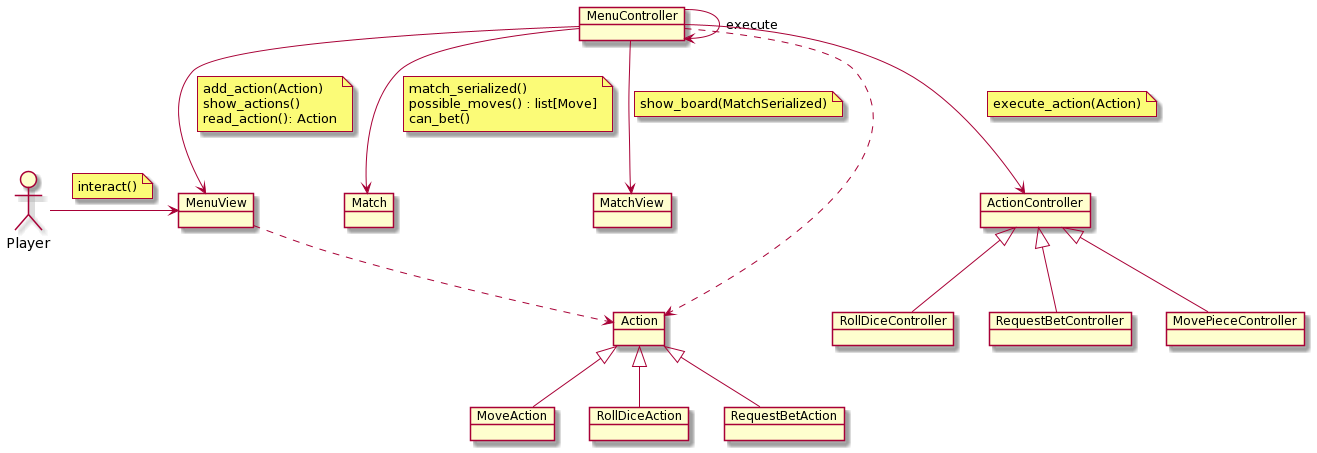 MenuController
execute
add_action(Action)
show_actions()
read_action(): Action
match_serialized()
possible_moves() : list[Move]
can_bet()
show_board(MatchSerialized)
execute_action(Action)
interact()
Player
MenuView
Match
MatchView
ActionController
Action
RollDiceController
RequestBetController
MovePieceController
MoveAction
RollDiceAction
RequestBetAction